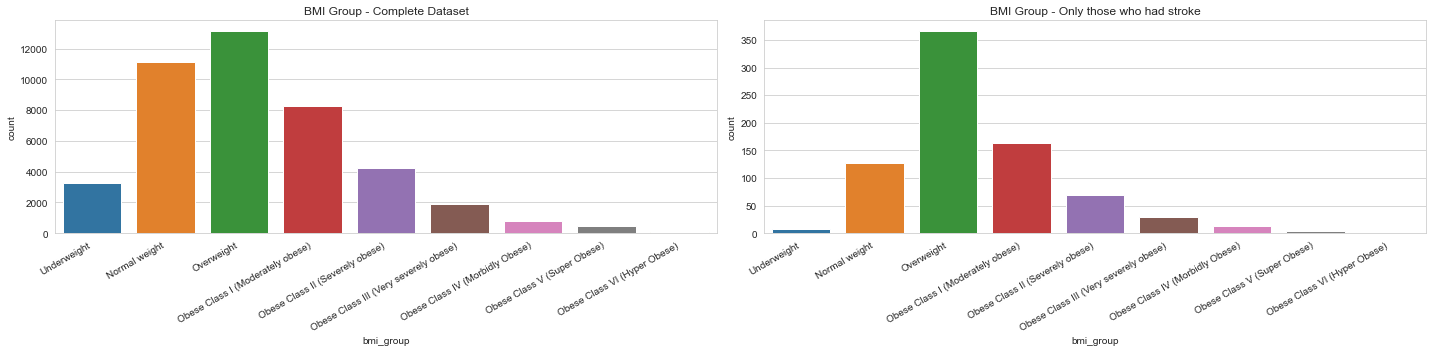 BMI Group - Complete Dataset
count
12000
10000
8000
6000
4000
2000
0
Underweight
Normal weight
Overweight
Obese Class I (Moderately obese)
Obese Class II (Severely obese)
Obese Class III (Very severely obese)
Obese Class IV (Morbidly Obese)
Obese Class V (Super Obese)
Obese Class VI (Hyper Obese)
bmi_group
BMI Group - Only those who had stroke
count
350
300
250
200
150
100
50
0
Underweight
Normal weight
Overweight
Obese Class I (Moderately obese)
Obese Class II (Severely obese)
Obese Class III (Very severely obese)
Obese Class IV (Morbidly Obese)
Obese Class V (Super Obese)
Obese Class VI (Hyper Obese)
bmi_group